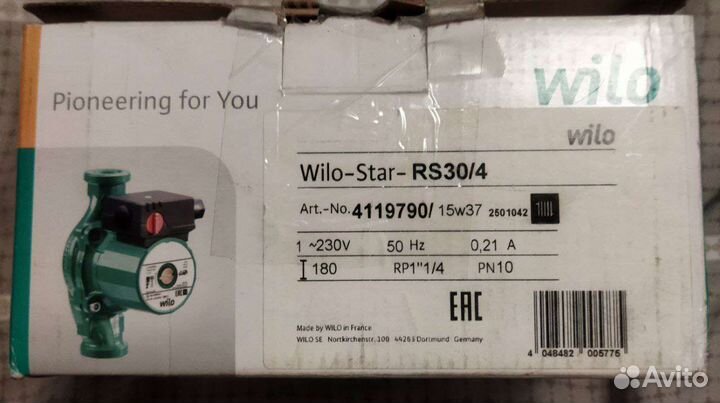 Pioneering for You
wilo
wilo
Wilo-Star- RS30/4
Art.-No. 4119790/ 15w37 2501042
1 ~230V 50 Hz 0,21 A
180 RP1"1/4 PN10
EAC
Made by WILO in France
WILO SE Nortkirchenstr. 100 44263 Dortmund Germany
4 048482 005775
wilo
Avito